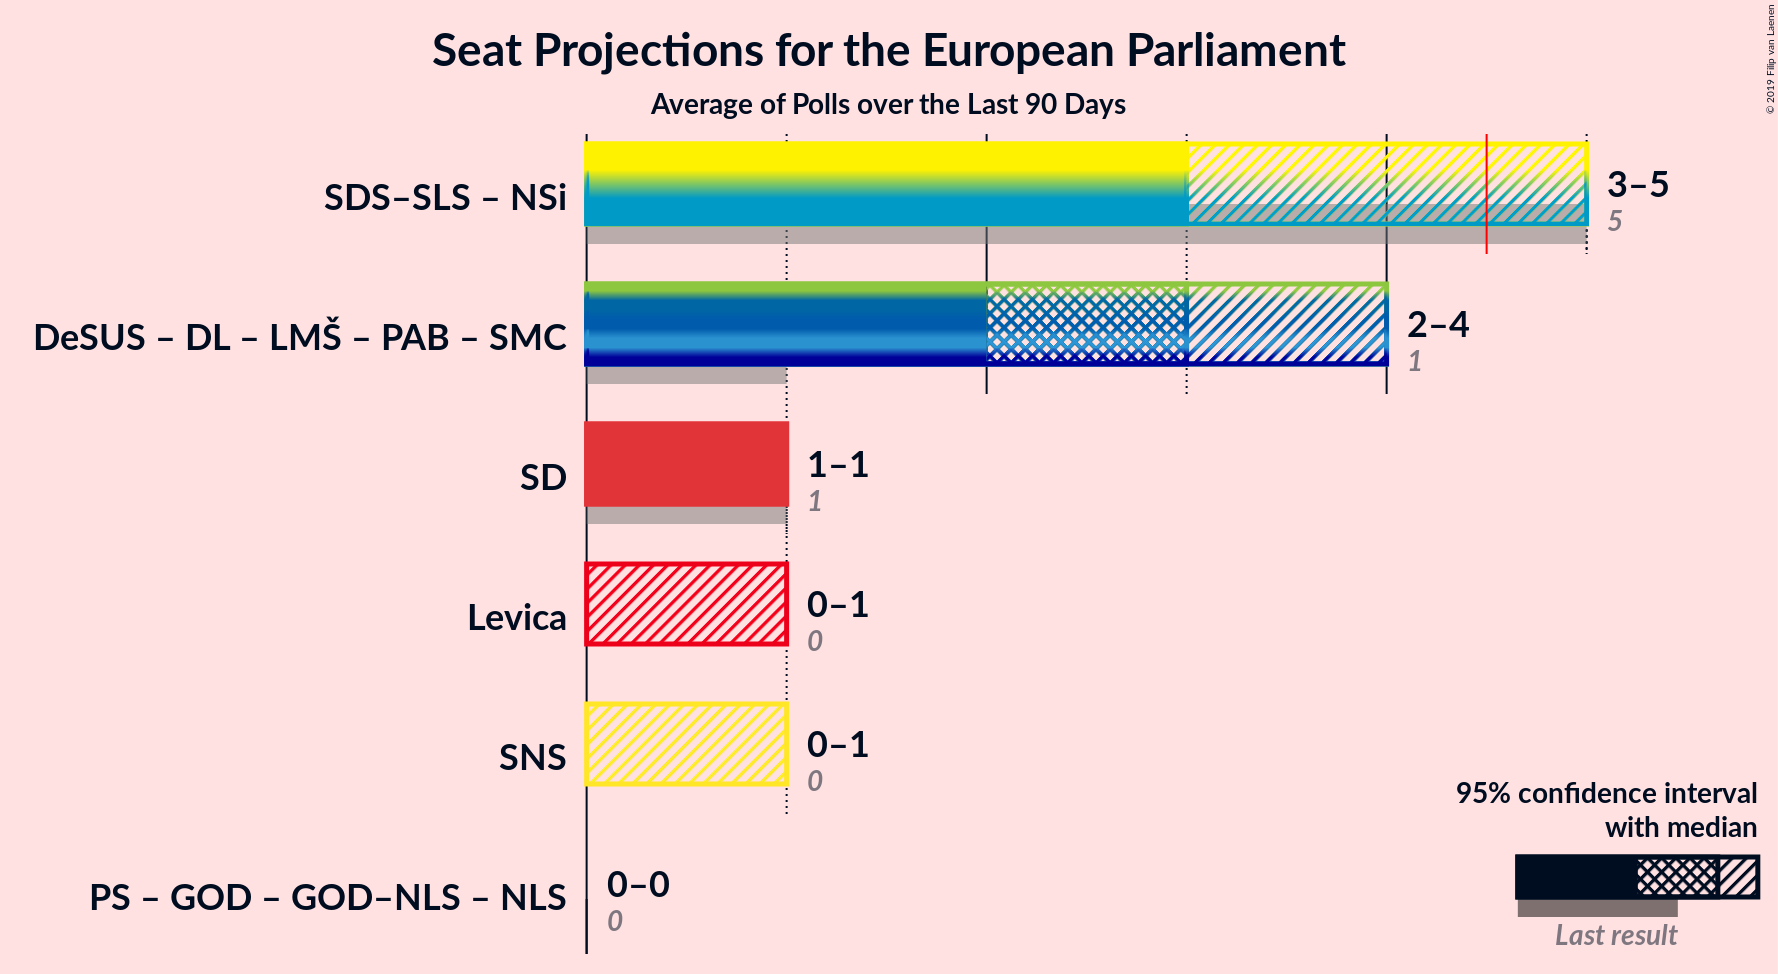 Seat Projections for the European Parliament
Average of Polls over the Last 90 Days
© 2019 Filip van Laenen
SDS–SLS – NSi
3–5
5
DeSUS – DL – LMŠ – PAB – SMC
2–4
1
SD
1–1
1
Levica
0–1
0
SNS
0–1
0
PS – GOD – GOD–NLS – NLS
0–0
0
95% confidence interval
with median
Last result